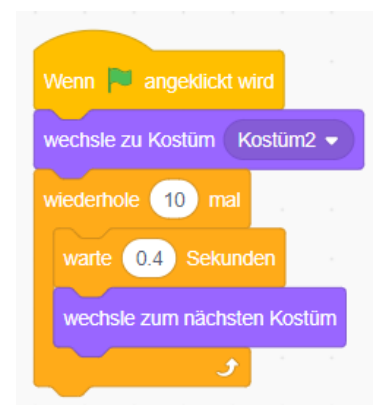 Wenn angeklickt wird
wechsle zu Kostüm Kostüm2
wiederhole 10 mal
warte 0.4 Sekunden
wechsle zum nächsten Kostüm